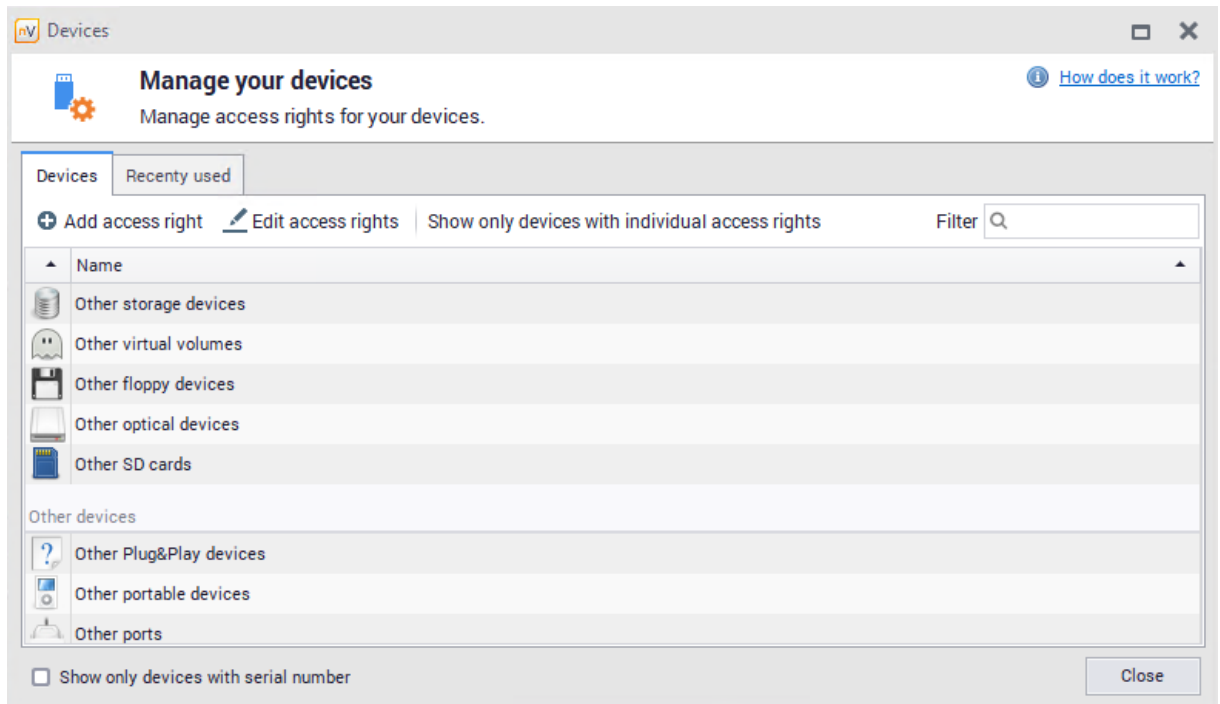 nV Devices
Manage your devices
How does it work?
Manage access rights for your devices.
Devices Recenty used
Add access right Edit access rights Show only devices with individual access rights Filter
Name
Other storage devices
Other virtual volumes
Other floppy devices
Other optical devices
Other SD cards
Other devices
Other Plug&Play devices
Other portable devices
Other ports
Show only devices with serial number Close